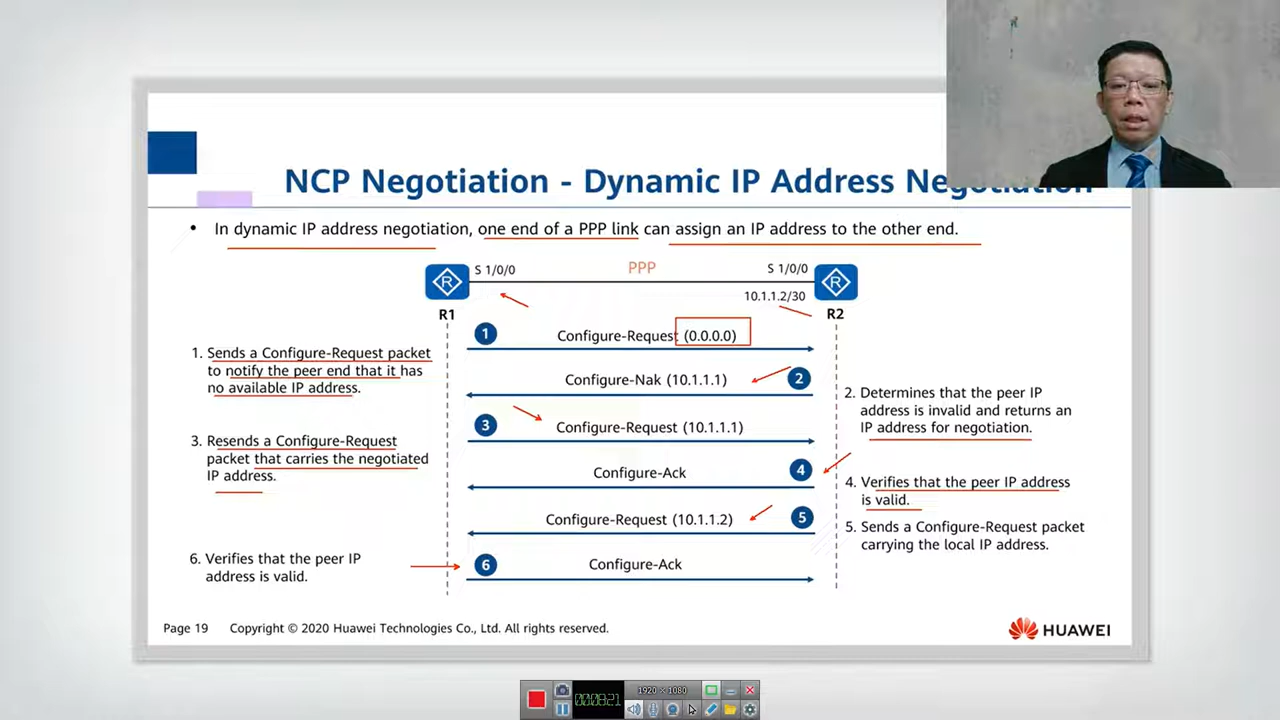 NCP Negotiation - Dynamic IP Address Negotiation
• In dynamic IP address negotiation, one end of a PPP link can assign an IP address to the other end.
S 1/0/0
PPP
S 1/0/0
R
R
10.1.1.2/30
R1
R2
1
Configure-Request (0.0.0.0)
1. Sends a Configure-Request packet
to notify the peer end that it has
no available IP address.
Configure-Nak (10.1.1.1)
2
2. Determines that the peer IP
address is invalid and returns an
IP address for negotiation.
3
Configure-Request (10.1.1.1)
3. Resends a Configure-Request
packet that carries the negotiated
IP address.
Configure-Ack
4
4. Verifies that the peer IP address
is valid.
Configure-Request (10.1.1.2)
5
5. Sends a Configure-Request packet
carrying the local IP address.
6. Verifies that the peer IP
address is valid.
6
Configure-Ack
Page 19
Copyright © 2020 Huawei Technologies Co., Ltd. All rights reserved.
HUAWEI
000:08:21
1920 × 1080